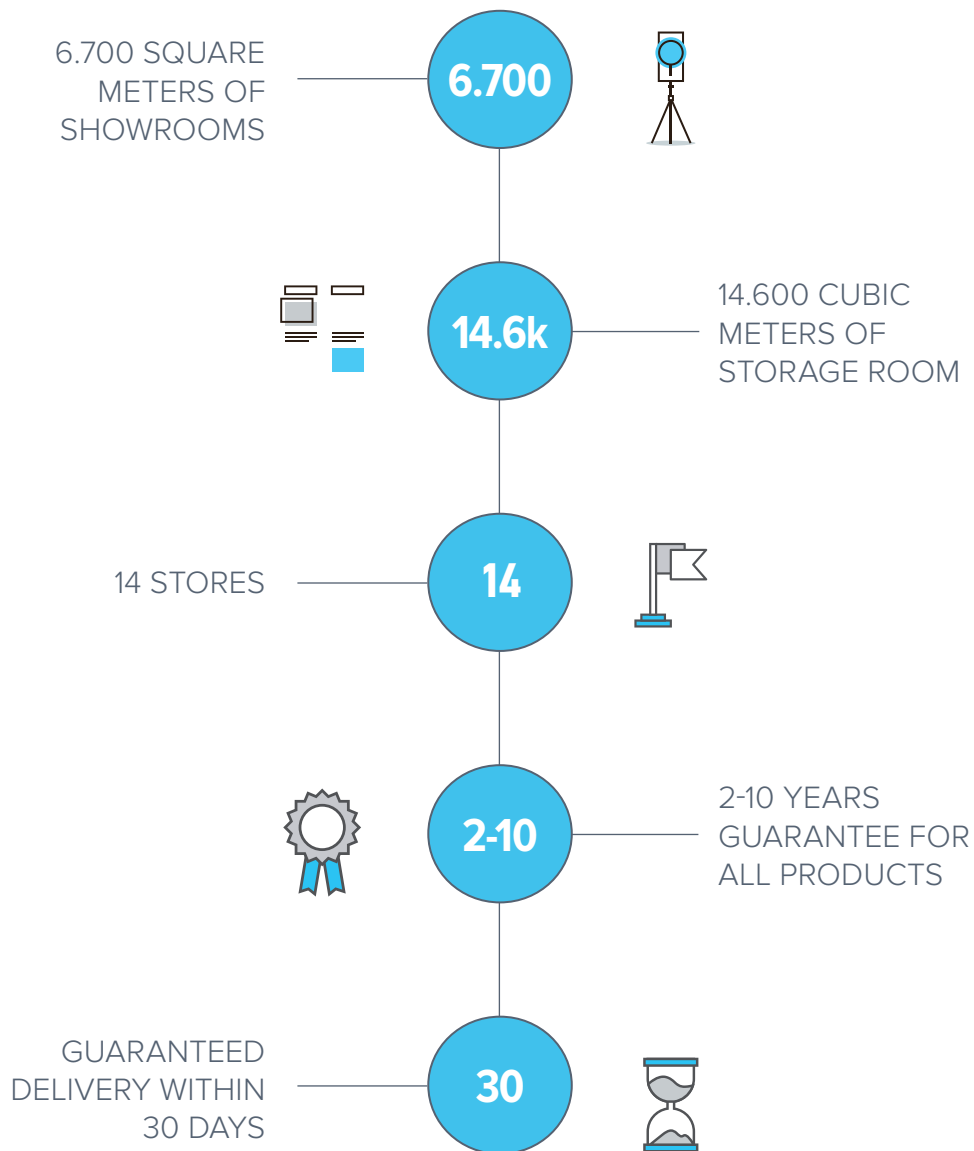 6.700 SQUARE
METERS OF
SHOWROOMS
6.700
14.6k
14.600 CUBIC
METERS OF
STORAGE ROOM
14 STORES
14
2-10
2-10 YEARS
GUARANTEE FOR
ALL PRODUCTS
GUARANTEED
DELIVERY WITHIN
30 DAYS
30